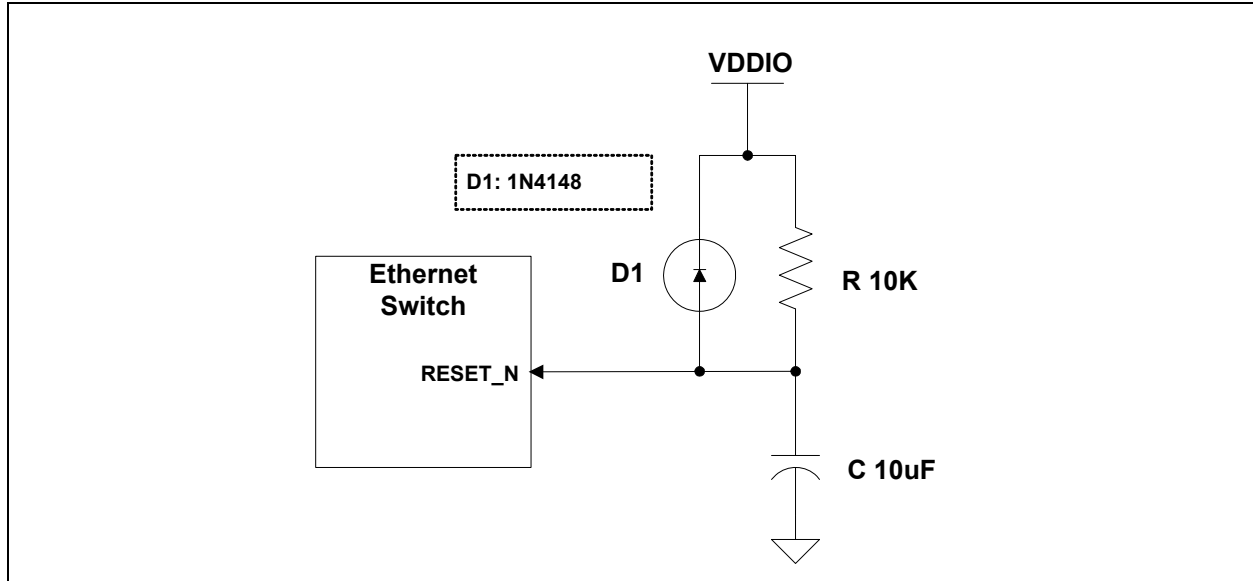 VDDIO
D1: 1N4148
D1
R 10K
Ethernet
Switch
RESET_N
C 10uF